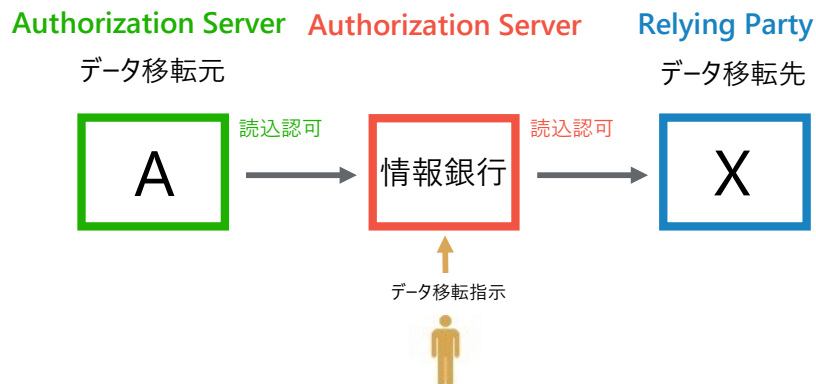 Authorization Server
Authorization Server
Relying Party
データ移転元
データ移転先
読込認可
読込認可
A
情報銀行
X
データ移転指示